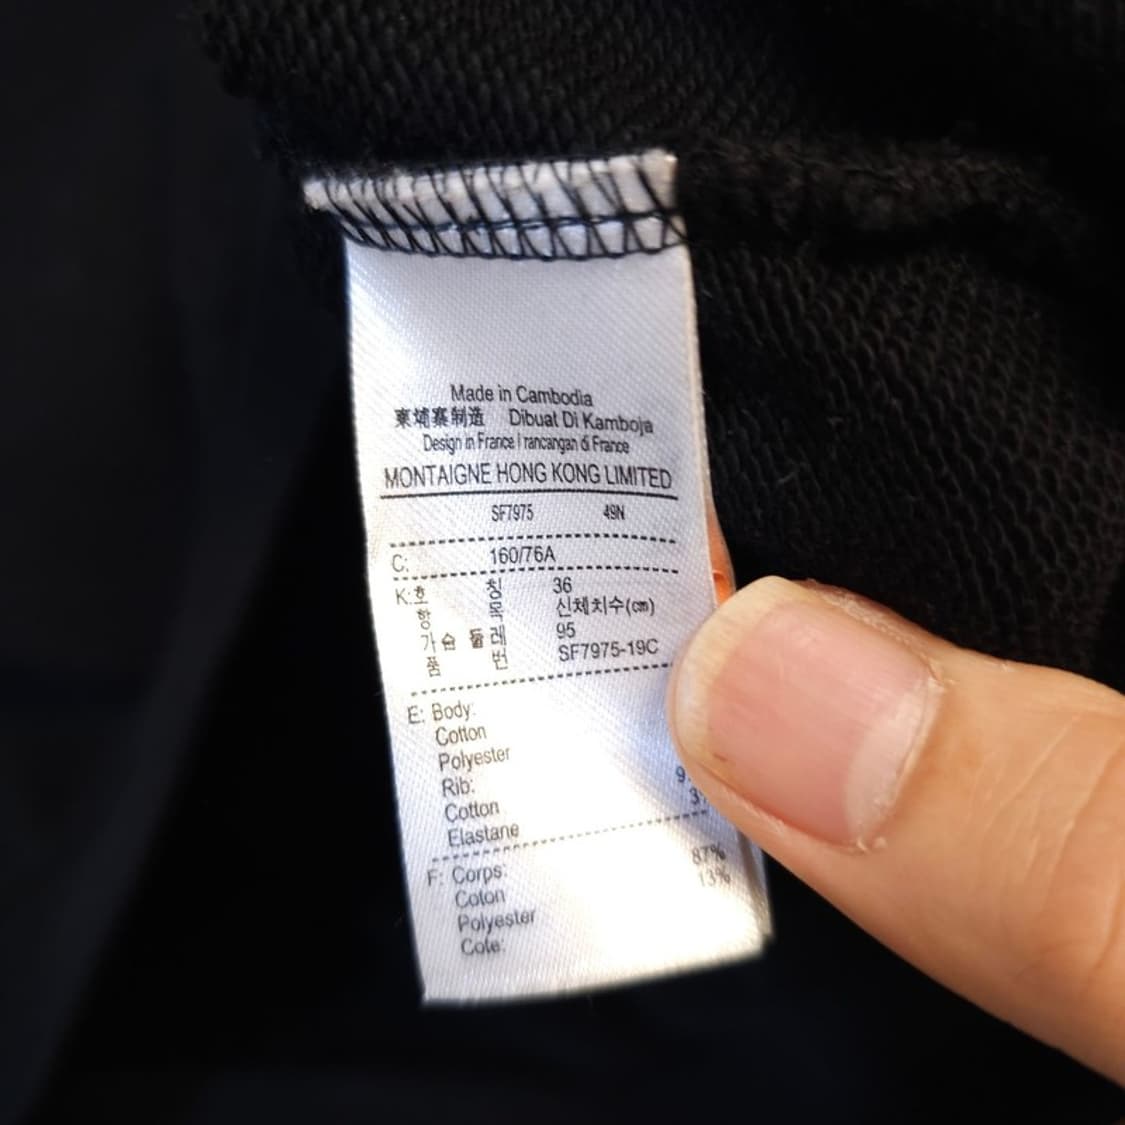 Made in Cambodia
柬埔寨制造 Dibuat Di Kamboja
Design in France | rancangan di France
MONTAIGNE HONG KONG LIMITED
SF7975 49N
C: 160/76A
K:호 칭 36
항 목 신체치수(㎝)
가슴 둘레 95
품 번 SF7975-19C
E: Body:
Cotton
Polyester
Rib:
Cotton
Elastane
F: Corps:
Coton 87%
Polyester 13%
Cote: